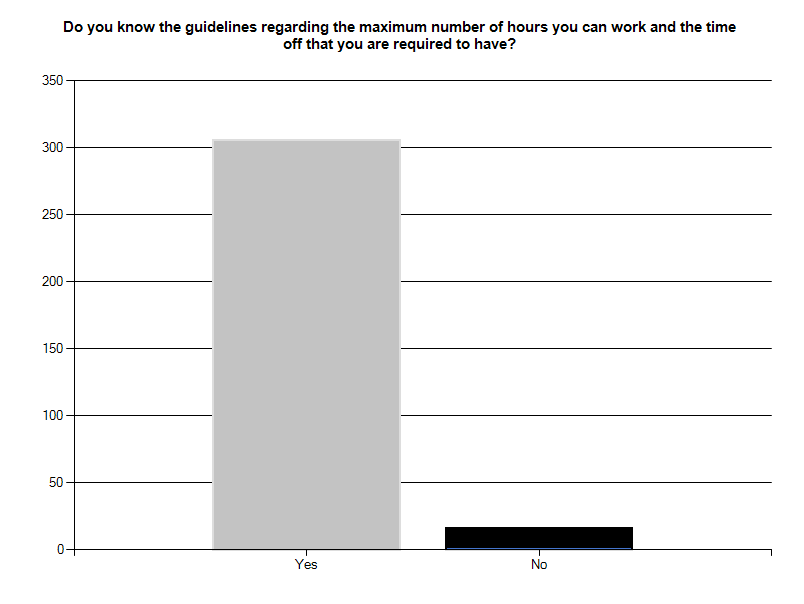 Do you know the guidelines regarding the maximum number of hours you can work and the time
off that you are required to have?
350
300
250
200
150
100
50
0
Yes No